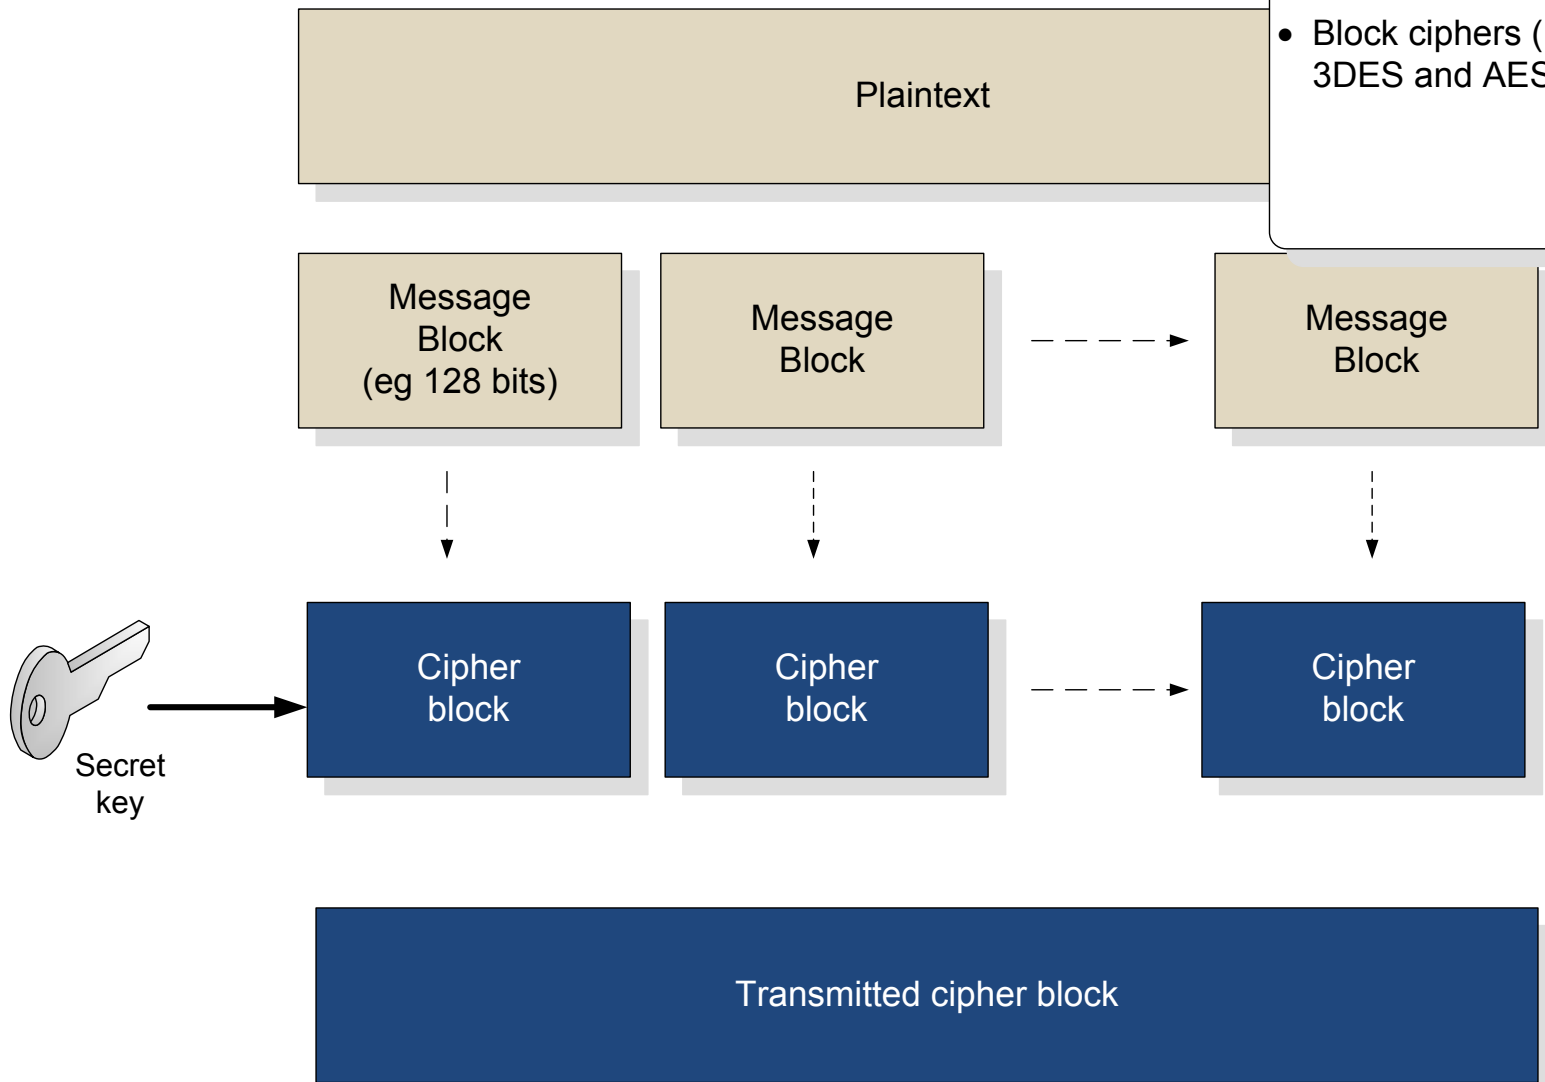 • Block ciphers (
3DES and AES
Plaintext
Message
Block
(eg 128 bits)
Message
Block
Message
Block
Cipher
block
Cipher
block
Cipher
block
Secret
key
Transmitted cipher block